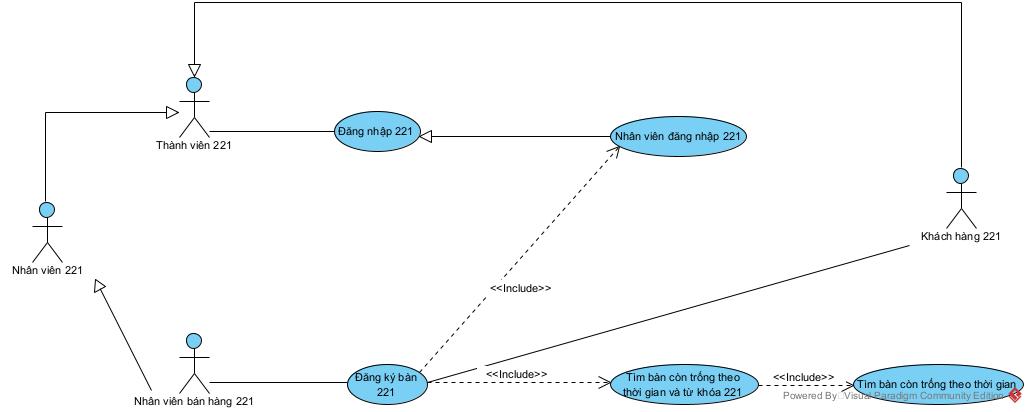 Thành viên 221
Đăng nhập 221
Nhân viên đăng nhập 221
Khách hàng 221
Nhân viên 221
<<Include>>
Nhân viên bán hàng 221
Đăng ký bàn
221
<<Include>>
Tìm bàn còn trống theo
thời gian và từ khóa 221
<<Include>>
Tìm bàn còn trống theo thời gian
Powered By Visual Paradigm Community Edition